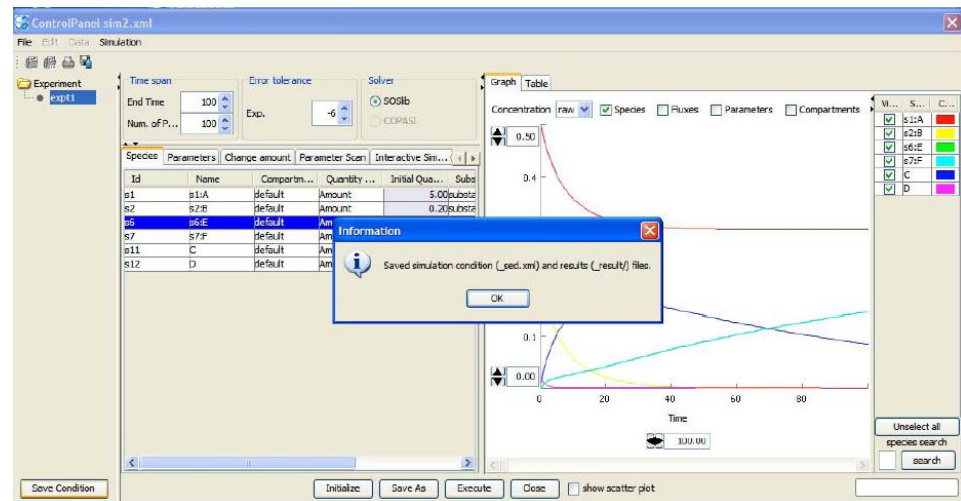 ControlPanel sim2.xml
File Edit Data Simulation
Experiment
expt1
Time span
End Time 100
Num. of P... 100
Error tolerance
Exp. -6
Solver
SOSlib
COPASI
Species Parameters Change amount Parameter Scan Interactive Sim...
Id Name Compartm... Quantity ... Initial Qua... Subs
s1 s1:A default Amount 5.00 substa
s2 s2:B default Amount 0.20 substa
s6 s6:E default Am
s7 s7:F default Am
s11 C default Am
s12 D default Am
Graph Table
Concentration raw Species Fluxes Parameters Compartments
0.50
0.4
0.1
0.00
0 20 40 60 80
Time
100.00
Information
Saved simulation condition (_sed.xml) and results (_result/) files.
OK
Vi... S... C...
s1:A
s2:B
s6:E
s7:F
C
D
Unselect all
species search
search
Save Condition
Initialize Save As Execute Close show scatter plot